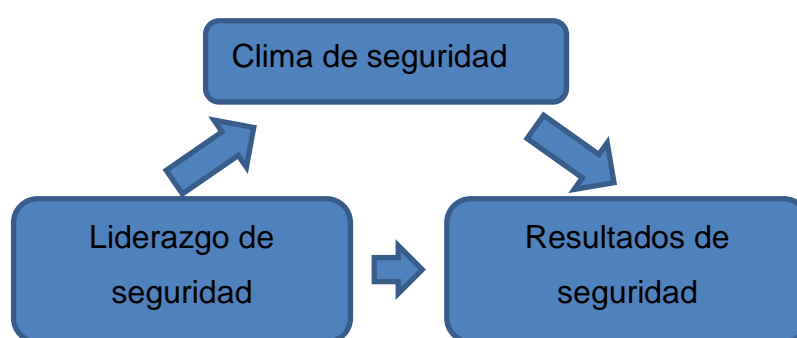 Clima de seguridad
Liderazgo de
seguridad
Resultados de
seguridad